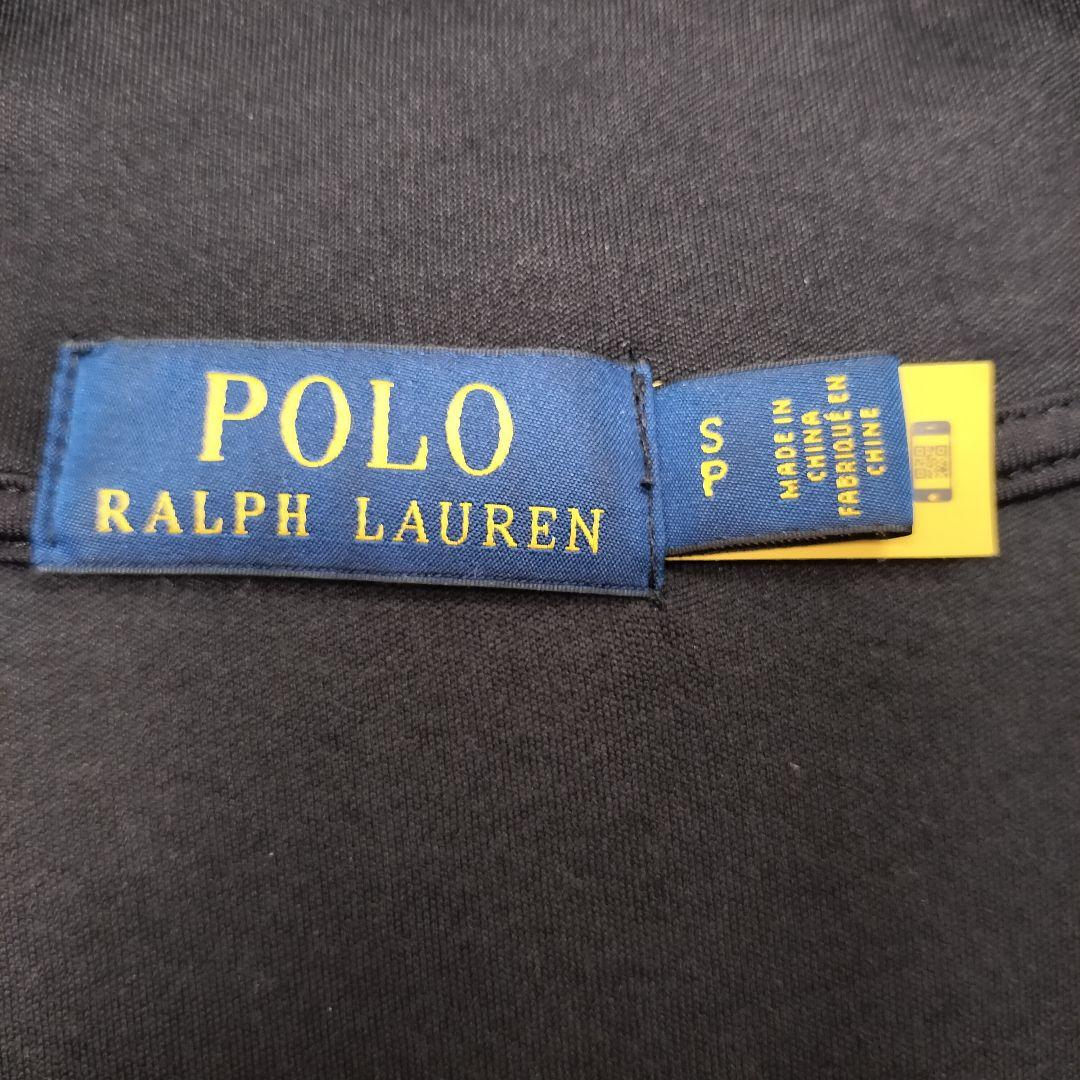 POLO
RALPH LAUREN
S
P
MADE IN
CHINA
FABRIQUÉ EN
CHINE